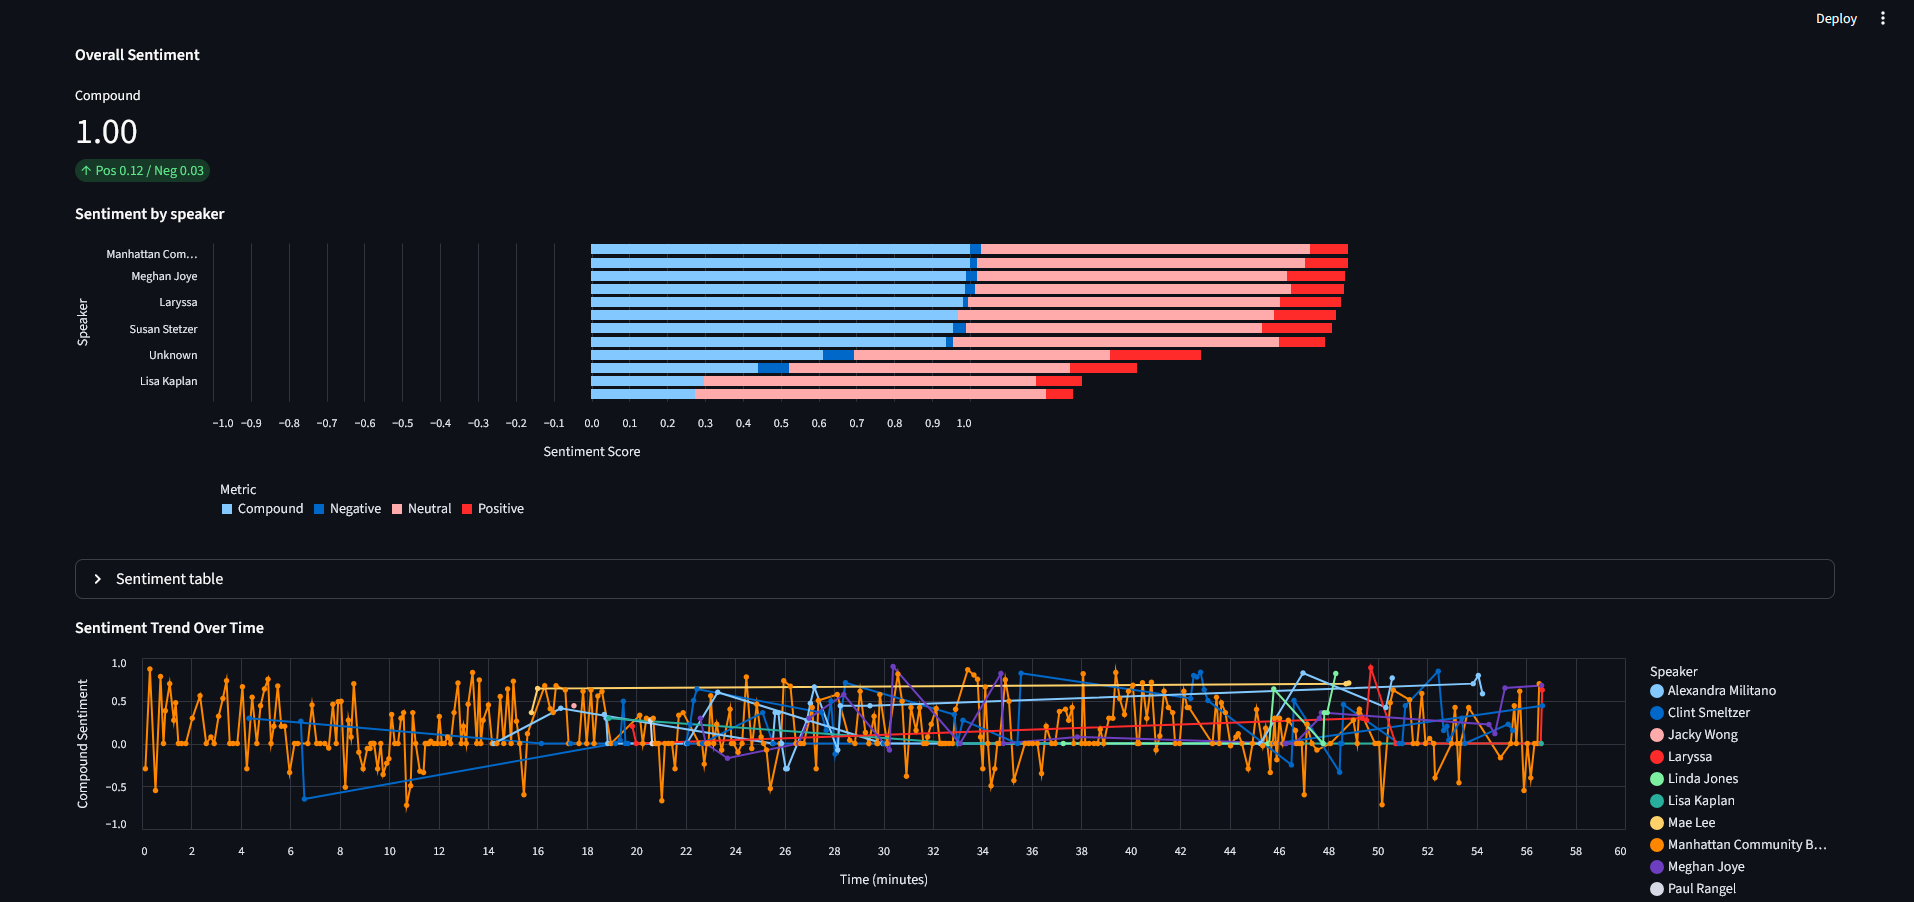 Deploy
Overall Sentiment
Compound
1.00
↑ Pos 0.12 / Neg 0.03
Sentiment by speaker
Speaker
Manhattan Com…
Meghan Joye
Laryssa
Susan Stetzer
Unknown
Lisa Kaplan
−1.0 −0.9 −0.8 −0.7 −0.6 −0.5 −0.4 −0.3 −0.2 −0.1 0.0 0.1 0.2 0.3 0.4 0.5 0.6 0.7 0.8 0.9 1.0
Sentiment Score
Metric
Compound Negative Neutral Positive
Sentiment table
Sentiment Trend Over Time
Compound Sentiment
1.0
0.5
0.0
−0.5
−1.0
0 2 4 6 8 10 12 14 16 18 20 22 24 26 28 30 32 34 36 38 40 42 44 46 48 50 52 54 56 58 60
Time (minutes)
Speaker
Alexandra Militano
Clint Smeltzer
Jacky Wong
Laryssa
Linda Jones
Lisa Kaplan
Mae Lee
Manhattan Community B…
Meghan Joye
Paul Rangel